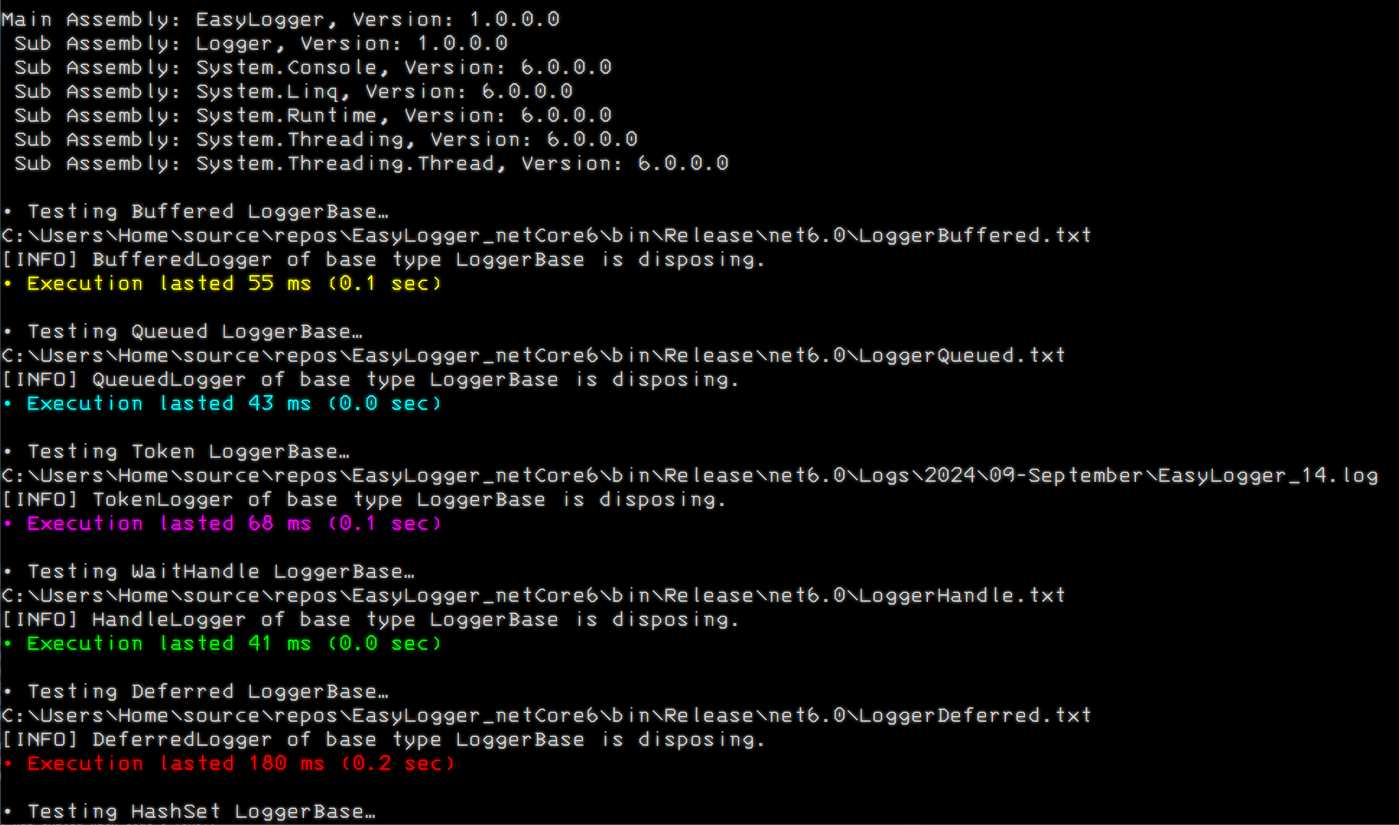 Main Assembly: EasyLogger, Version: 1.0.0.0
Sub Assembly: Logger, Version: 1.0.0.0
Sub Assembly: System.Console, Version: 6.0.0.0
Sub Assembly: System.Linq, Version: 6.0.0.0
Sub Assembly: System.Runtime, Version: 6.0.0.0
Sub Assembly: System.Threading, Version: 6.0.0.0
Sub Assembly: System.Threading.Thread, Version: 6.0.0.0
• Testing Buffered LoggerBase…
C:\Users\Home\source\repos\EasyLogger_netCore6\bin\Release\net6.0\LoggerBuffered.txt
[INFO] BufferedLogger of base type LoggerBase is disposing.
• Execution lasted 55 ms (0.1 sec)
• Testing Queued LoggerBase…
C:\Users\Home\source\repos\EasyLogger_netCore6\bin\Release\net6.0\LoggerQueued.txt
[INFO] QueuedLogger of base type LoggerBase is disposing.
• Execution lasted 43 ms (0.0 sec)
• Testing Token LoggerBase…
C:\Users\Home\source\repos\EasyLogger_netCore6\bin\Release\net6.0\Logs\2024\09-September\EasyLogger_14.log
[INFO] TokenLogger of base type LoggerBase is disposing.
• Execution lasted 68 ms (0.1 sec)
• Testing WaitHandle LoggerBase…
C:\Users\Home\source\repos\EasyLogger_netCore6\bin\Release\net6.0\LoggerHandle.txt
[INFO] HandleLogger of base type LoggerBase is disposing.
• Execution lasted 41 ms (0.0 sec)
• Testing Deferred LoggerBase…
C:\Users\Home\source\repos\EasyLogger_netCore6\bin\Release\net6.0\LoggerDeferred.txt
[INFO] DeferredLogger of base type LoggerBase is disposing.
• Execution lasted 180 ms (0.2 sec)
• Testing HashSet LoggerBase…